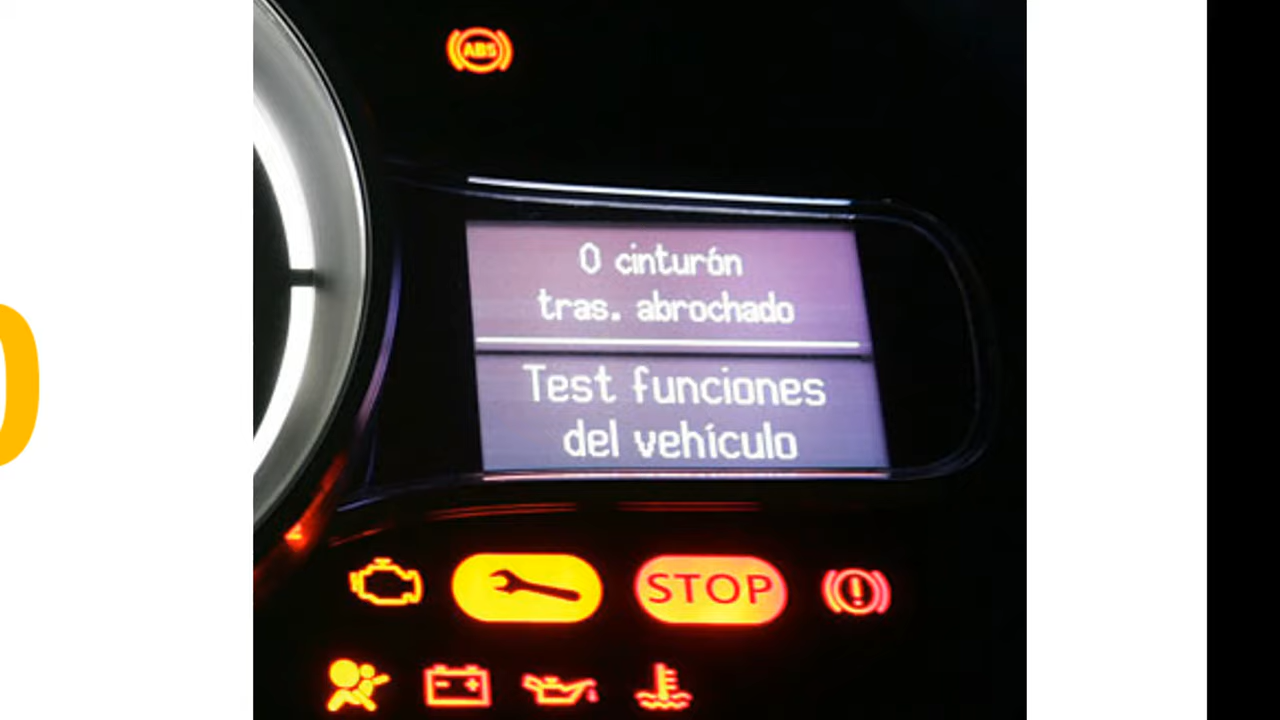 ABS
0 cinturón
tras. abrochado
Test funciones
del vehículo
STOP